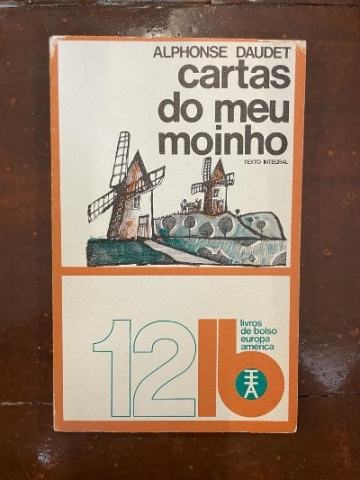 ALPHONSE DAUDET
cartas
do meu
moinho
TEXTO INTEGRAL
12
lb
livros
de bolso
europa
américa